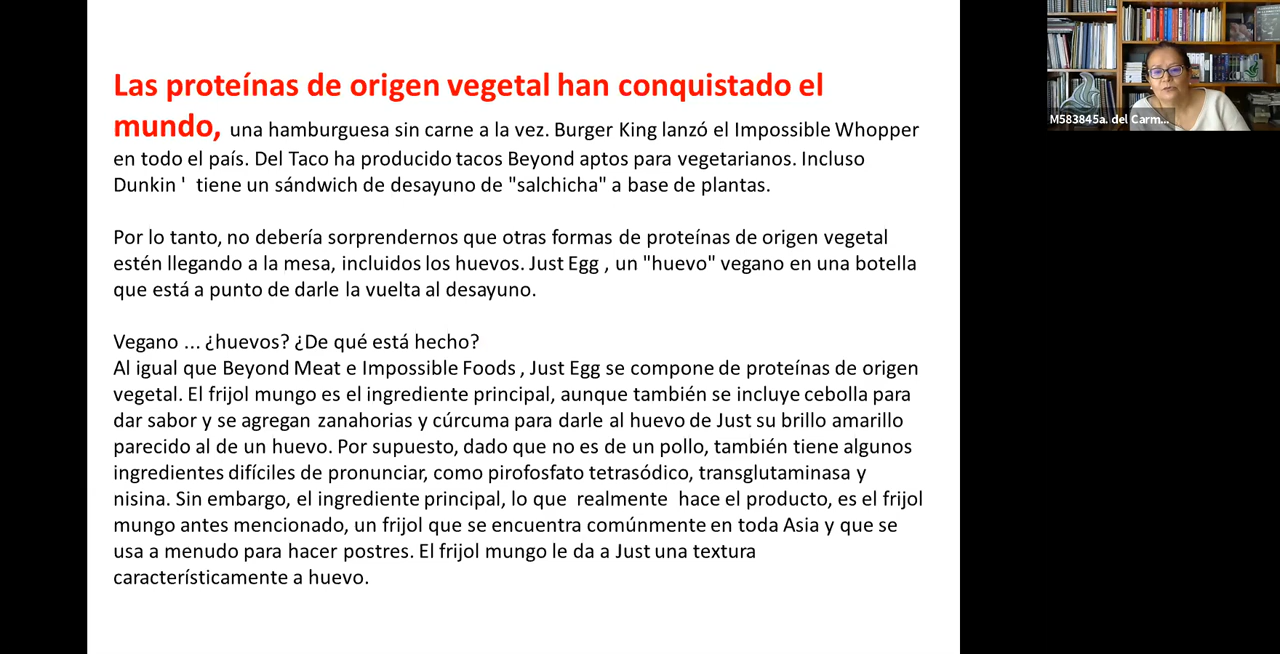 Las proteínas de origen vegetal han conquistado el
mundo, una hamburguesa sin carne a la vez. Burger King lanzó el Impossible Whopper
en todo el país. Del Taco ha producido tacos Beyond aptos para vegetarianos. Incluso
Dunkin ' tiene un sándwich de desayuno de "salchicha" a base de plantas.
Por lo tanto, no debería sorprendernos que otras formas de proteínas de origen vegetal
estén llegando a la mesa, incluidos los huevos. Just Egg , un "huevo" vegano en una botella
que está a punto de darle la vuelta al desayuno.
Vegano ... ¿huevos? ¿De qué está hecho?
Al igual que Beyond Meat e Impossible Foods , Just Egg se compone de proteínas de origen
vegetal. El frijol mungo es el ingrediente principal, aunque también se incluye cebolla para
dar sabor y se agregan zanahorias y cúrcuma para darle al huevo de Just su brillo amarillo
parecido al de un huevo. Por supuesto, dado que no es de un pollo, también tiene algunos
ingredientes difíciles de pronunciar, como pirofosfato tetrasódico, transglutaminasa y
nisina. Sin embargo, el ingrediente principal, lo que realmente hace el producto, es el frijol
mungo antes mencionado, un frijol que se encuentra comúnmente en toda Asia y que se
usa a menudo para hacer postres. El frijol mungo le da a Just una textura
característicamente a huevo.
M583845a. del Carm...